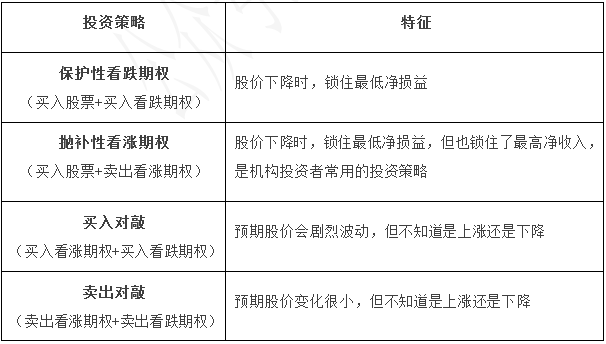 投资策略
特征
保护性看跌期权
（买入股票+买入看跌期权）
股价下降时，锁住最低净损益
抛补性看涨期权
（买入股票+卖出看涨期权）
股价下降时，锁住最低净损益，但也锁住了最高净收入，
是机构投资者常用的投资策略
买入对敲
（买入看涨期权+买入看跌期权）
预期股价会剧烈波动，但不知道是上涨还是下降
卖出对敲
（卖出看涨期权+卖出看跌期权）
预期股价变化很小，但不知道是上涨还是下降